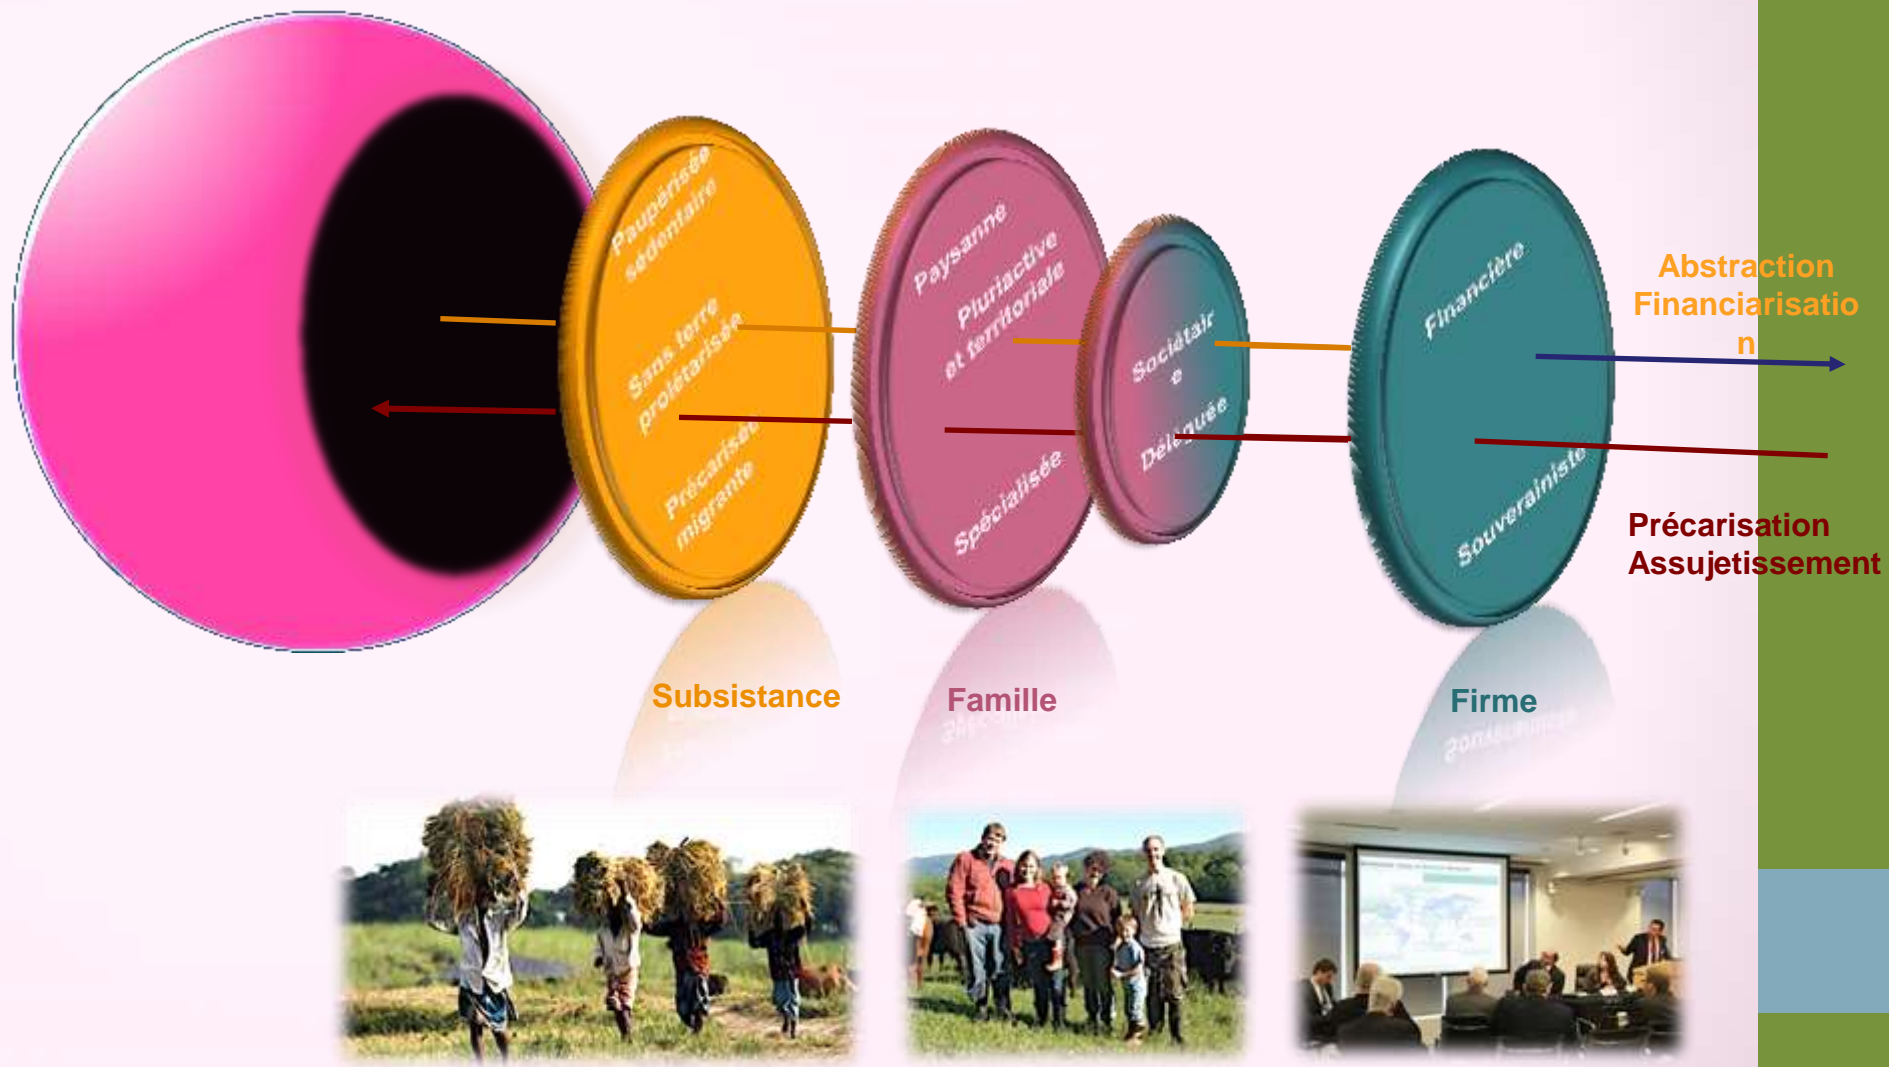 Paupérisée
sédentaire
Sans terre
prolétarisée
Précarisée
migrante
Paysanne
Pluriactive
et territoriale
Spécialisée
Sociétair
e
Déléguée
Financière
Souverainiste
Abstraction
Financiarisatio
n
Précarisation
Assujetissement
Subsistance
Famille
Firme